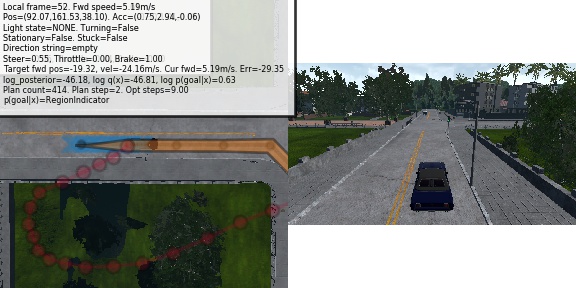 Local frame=52. Fwd speed=5.19m/s
Pos=(92.07,161.53,38.10). Acc=(0.75,2.94,-0.06)
Light state=NONE. Turning=False
Stationary=False. Stuck=False
Direction string=empty
Steer=0.55, Throttle=0.00, Brake=1.00
Target fwd pos=-19.32, vel=-24.16m/s. Cur fwd=5.19m/s. Err=-29.35
log_posterior=-46.18, log q(x)=-46.81, log p(goal|x)=0.63
Plan count=414. Plan step=2. Opt steps=9.00
p(goal|x)=RegionIndicator